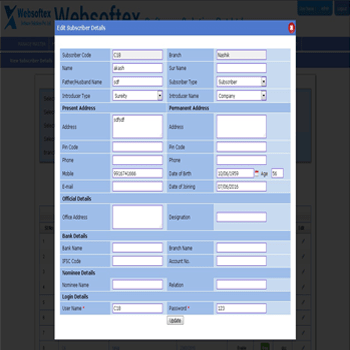 Websoftex
Edit Subscriber Details
Subscriber Code C1B Branch Nashik
Name akash Sur Name
Father/Husband Name sdf Subscriber Type Subscriber
Introducer Type Surety Introducer Name Company
Present Address Permanent Address
Address sdfsdf Address
Pin Code Pin Code
Phone Phone
Mobile 9916741666 Date of Birth 10/06/1959 Age 56
E-mail Date of Joining 07/06/2016
Official Details
Office Address Designation
Bank Details
Bank Name Branch Name
IFSC Code Account No.
Nominee Details
Nominee Name Relation
Login Details
User Name * C1B Password * 123
Update